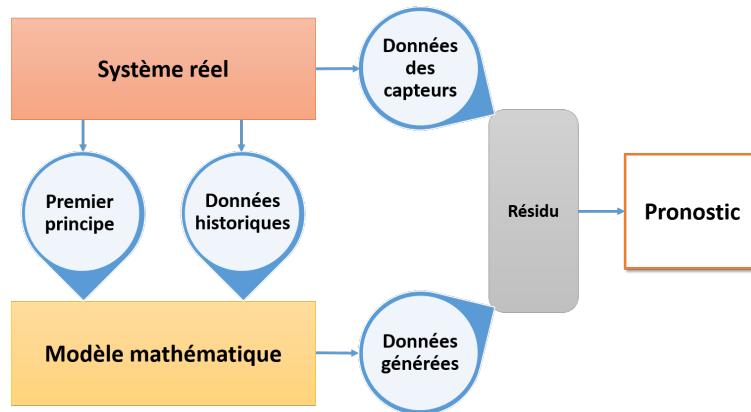 Système réel
Données
des
capteurs
Premier
principe
Données
historiques
Résidu
Pronostic
Modèle mathématique
Données
générées